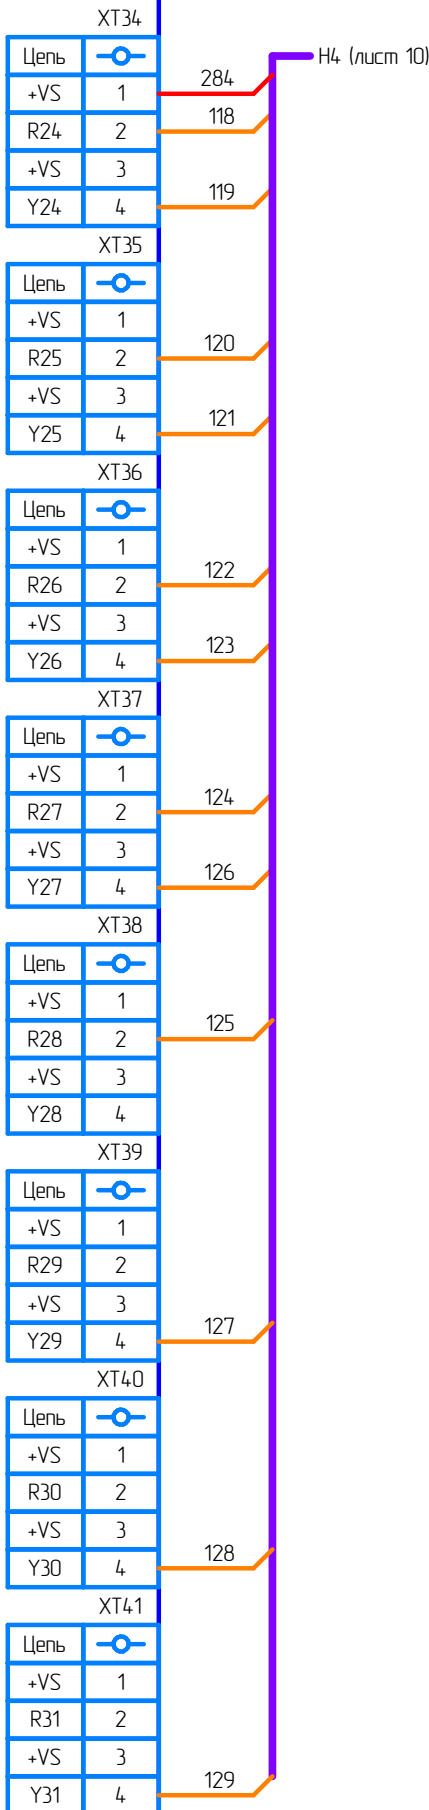 XT34
Цепь H4 (лист 10)
+VS 1 284
R24 2 118
+VS 3
Y24 4 119
XT35
Цепь
+VS 1
R25 2 120
+VS 3
Y25 4 121
XT36
Цепь
+VS 1
R26 2 122
+VS 3
Y26 4 123
XT37
Цепь
+VS 1
R27 2 124
+VS 3
Y27 4 126
XT38
Цепь
+VS 1
R28 2 125
+VS 3
Y28 4
XT39
Цепь
+VS 1
R29 2
+VS 3
Y29 4 127
XT40
Цепь
+VS 1
R30 2
+VS 3
Y30 4 128
XT41
Цепь
+VS 1
R31 2
+VS 3
Y31 4 129